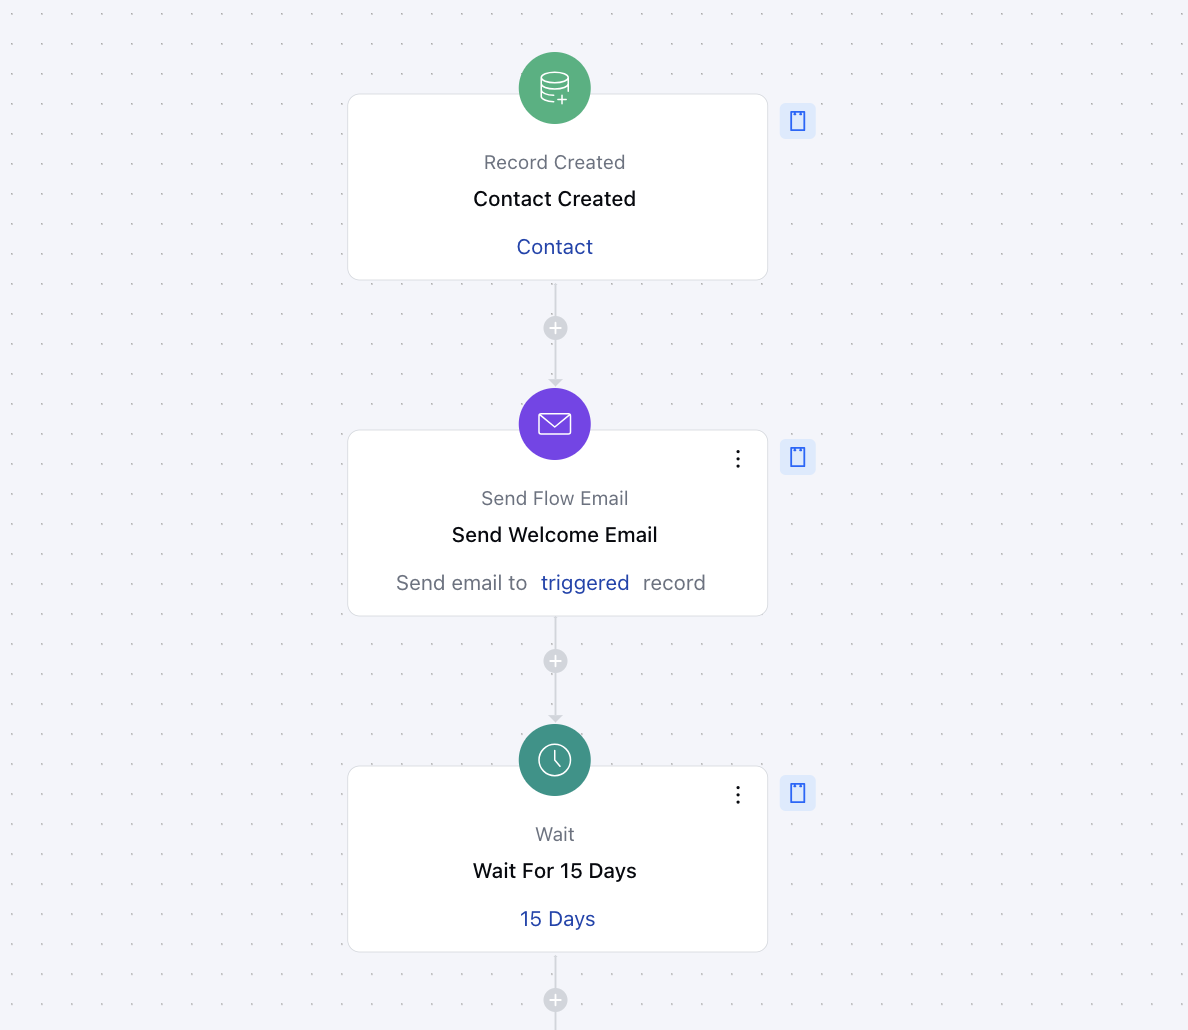 Record Created
Contact Created
Contact
Send Flow Email
Send Welcome Email
Send email to triggered record
Wait
Wait For 15 Days
15 Days